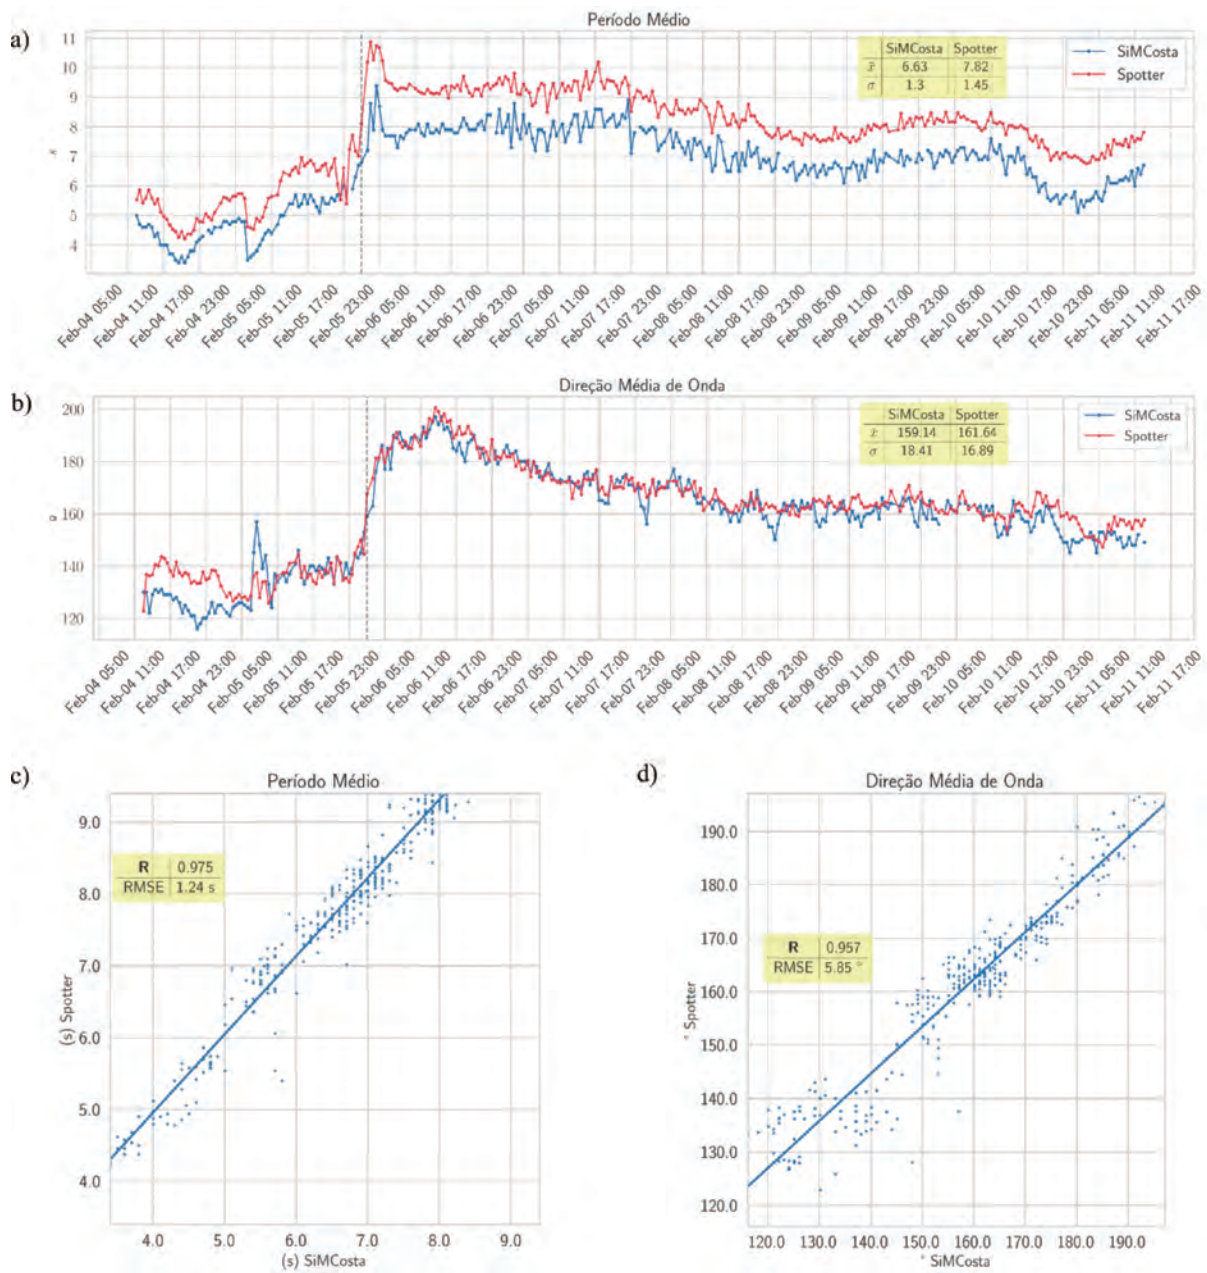 a)
Período Médio
11
10
9
8
7
6
5
4
SiMCosta Spotter
x̄ 6.63 7.82
σ 1.3 1.45
SiMCosta
Spotter
Feb-04 05:00
Feb-04 11:00
Feb-04 17:00
Feb-04 23:00
Feb-05 05:00
Feb-05 11:00
Feb-05 17:00
Feb-05 23:00
Feb-06 05:00
Feb-06 11:00
Feb-06 17:00
Feb-06 23:00
Feb-07 05:00
Feb-07 11:00
Feb-07 17:00
Feb-07 23:00
Feb-08 05:00
Feb-08 11:00
Feb-08 17:00
Feb-08 23:00
Feb-09 05:00
Feb-09 11:00
Feb-09 17:00
Feb-09 23:00
Feb-10 05:00
Feb-10 11:00
Feb-10 17:00
Feb-10 23:00
Feb-11 05:00
Feb-11 11:00
Feb-11 17:00
b)
Direção Média de Onda
200
180
160
140
120
SiMCosta Spotter
x̄ 159.14 161.64
σ 18.41 16.89
SiMCosta
Spotter
Feb-04 05:00
Feb-04 11:00
Feb-04 17:00
Feb-04 23:00
Feb-05 05:00
Feb-05 11:00
Feb-05 17:00
Feb-05 23:00
Feb-06 05:00
Feb-06 11:00
Feb-06 17:00
Feb-06 23:00
Feb-07 05:00
Feb-07 11:00
Feb-07 17:00
Feb-07 23:00
Feb-08 05:00
Feb-08 11:00
Feb-08 17:00
Feb-08 23:00
Feb-09 05:00
Feb-09 11:00
Feb-09 17:00
Feb-09 23:00
Feb-10 05:00
Feb-10 11:00
Feb-10 17:00
Feb-10 23:00
Feb-11 05:00
Feb-11 11:00
Feb-11 17:00
c)
Período Médio
9.0
8.0
7.0
6.0
5.0
4.0
(s) Spotter
R 0.975
RMSE 1.24 s
4.0 5.0 6.0 7.0 8.0 9.0
(s) SiMCosta
d)
Direção Média de Onda
190.0
180.0
170.0
160.0
150.0
140.0
130.0
120.0
° Spotter
R 0.957
RMSE 5.85 °
120.0 130.0 140.0 150.0 160.0 170.0 180.0 190.0
° SiMCosta